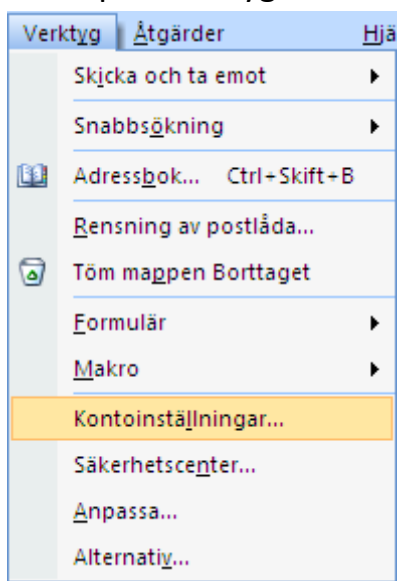 Verktyg Åtgärder
Skicka och ta emot
Snabbsökning
Adressbok... Ctrl+Skift+B
Rensning av postlåda...
Töm mappen Borttaget
Formulär
Makro
Kontoinställningar...
Säkerhetscenter...
Anpassa...
Alternativ...